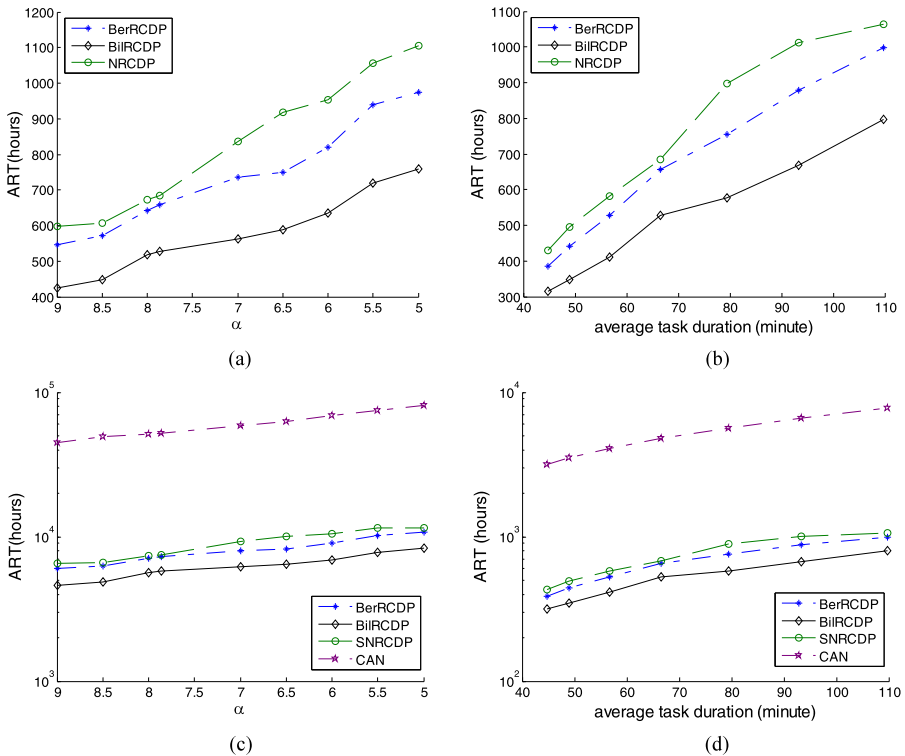 1200
1100
1000
900
800
700
600
500
400
ART(hours)
BerRCDP
BilRCDP
NRCDP
9 8.5 8 7.5 7 6.5 6 5.5 5
α
(a)
1100
1000
900
800
700
600
500
400
300
ART (hours)
BerRCDP
BilRCDP
NRCDP
40 50 60 70 80 90 100 110
average task duration (minute)
(b)
10^5
10^4
10^3
ART(hours)
BerRCDP
BilRCDP
SNRCDP
CAN
9 8.5 8 7.5 7 6.5 6 5.5 5
α
(c)
10^4
10^3
10^2
ART(hours)
BerRCDP
BilRCDP
SNRCDP
CAN
40 50 60 70 80 90 100 110
average task duration (minute)
(d)